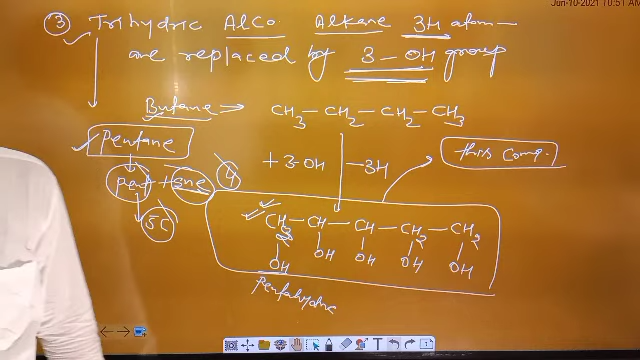 Jun-10-2021 10:51 AM
③ Trihydric Alco. Alkane 3H atom—
are replaced by 3-OH group
Butane → CH3 — CH2 — CH2 — CH3
Pentane
this Comp.
+3-OH -3H
pent + ane 4
5C
CH2 — CH — CH — CH2 — CH2
OH OH OH OH OH
Pentahydric